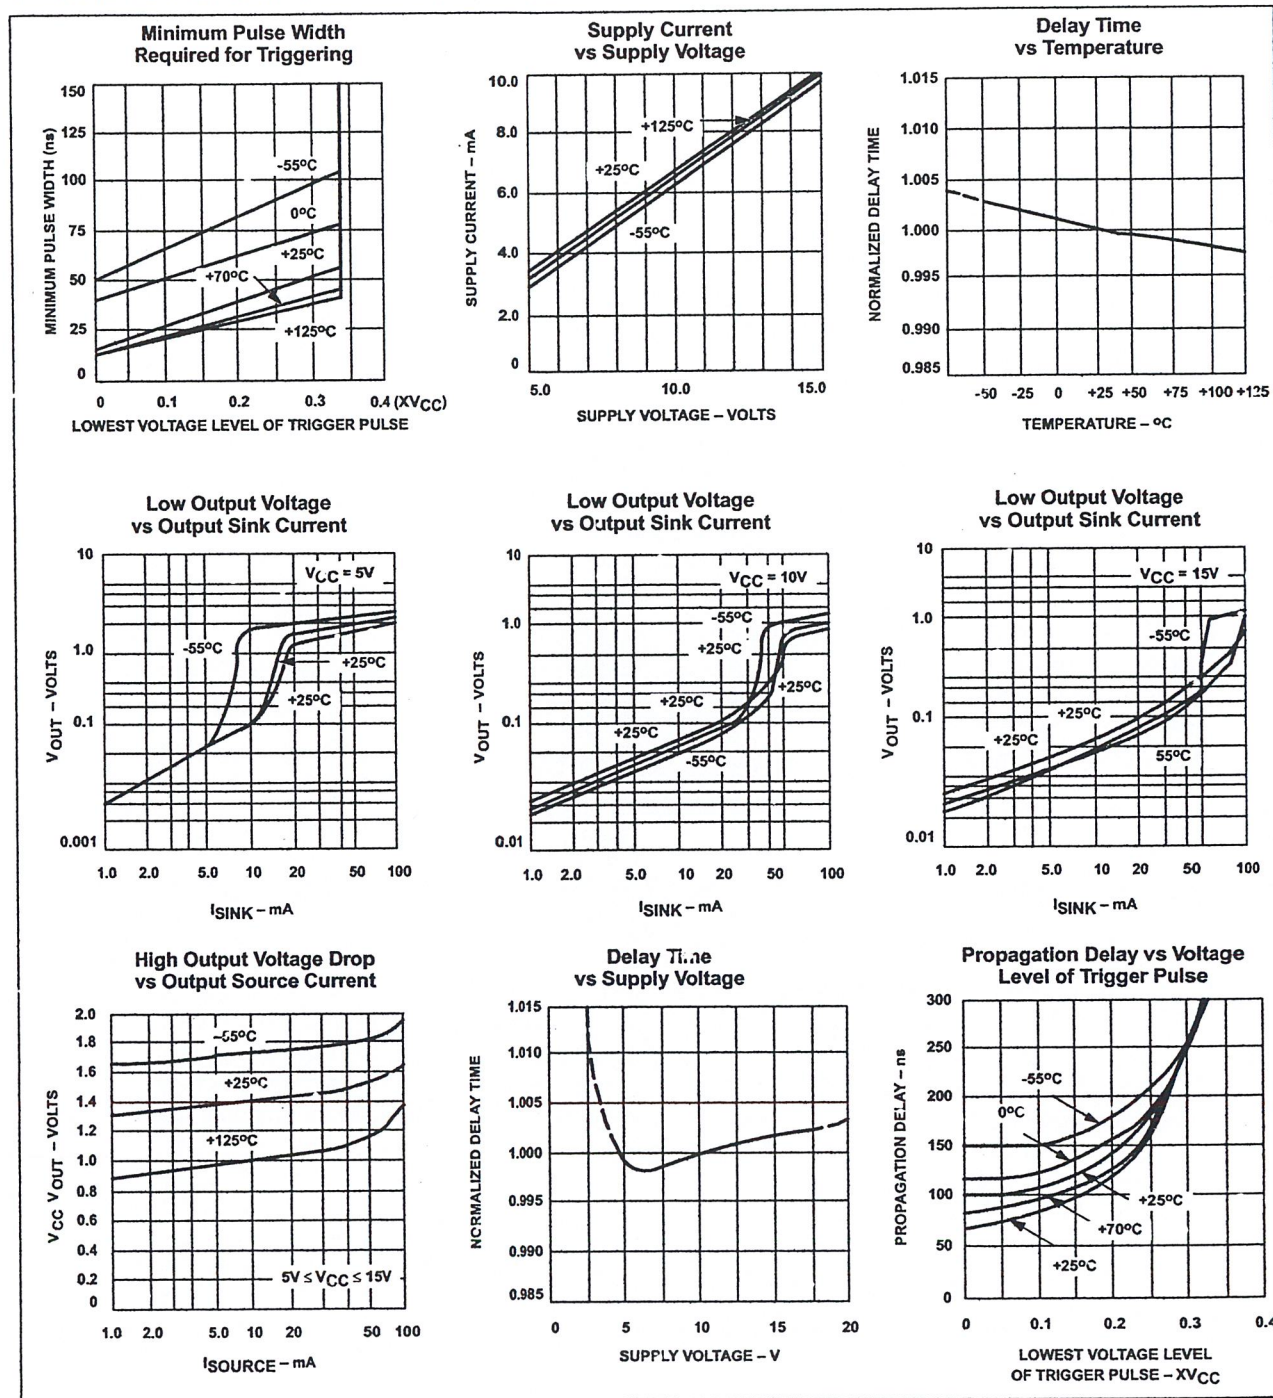 Minimum Pulse Width
Required for Triggering
150
125
100
75
50
25
0
MINIMUM PULSE WIDTH (ns)
-55°C
0°C
+25°C
+70°C
+125°C
0 0.1 0.2 0.3 0.4 (XVCC)
LOWEST VOLTAGE LEVEL OF TRIGGER PULSE
Supply Current
vs Supply Voltage
10.0
8.0
6.0
4.0
2.0
0
SUPPLY CURRENT – mA
+125°C
+25°C
-55°C
5.0 10.0 15.0
SUPPLY VOLTAGE – VOLTS
Delay Time
vs Temperature
1.015
1.010
1.005
1.000
0.995
0.990
0.985
NORMALIZED DELAY TIME
-50 -25 0 +25 +50 +75 +100 +125
TEMPERATURE – °C
Low Output Voltage
vs Output Sink Current
10
1.0
0.1
0.001
VOUT – VOLTS
VCC = 5V
-55°C
+25°C
+25°C
1.0 2.0 5.0 10 20 50 100
ISINK – mA
Low Output Voltage
vs Output Sink Current
10
1.0
0.1
0.01
VOUT – VOLTS
VCC = 10V
-55°C
+25°C
+25°C
+25°C
+25°C
-55°C
1.0 2.0 5.0 10 20 50 100
ISINK – mA
Low Output Voltage
vs Output Sink Current
10
1.0
0.1
0.01
VOUT – VOLTS
VCC = 15V
-55°C
+25°C
+25°C
55°C
1.0 2.0 5.0 10 20 50 100
ISINK – mA
High Output Voltage Drop
vs Output Source Current
2.0
1.8
1.6
1.4
1.2
1.0
0.8
0.6
0.4
0.2
0
VCC VOUT – VOLTS
–55°C
+25°C
+125°C
5V ≤ VCC ≤ 15V
1.0 2.0 5.0 10 20 50 100
ISOURCE – mA
Delay Time
vs Supply Voltage
1.015
1.010
1.005
1.000
0.995
0.990
0.985
NORMALIZED DELAY TIME
0 5 10 15 20
SUPPLY VOLTAGE – V
Propagation Delay vs Voltage
Level of Trigger Pulse
300
250
200
150
100
50
0
PROPAGATION DELAY – ns
-55°C
0°C
+25°C
+70°C
+25°C
0 0.1 0.2 0.3 0.4
LOWEST VOLTAGE LEVEL
OF TRIGGER PULSE – XVCC